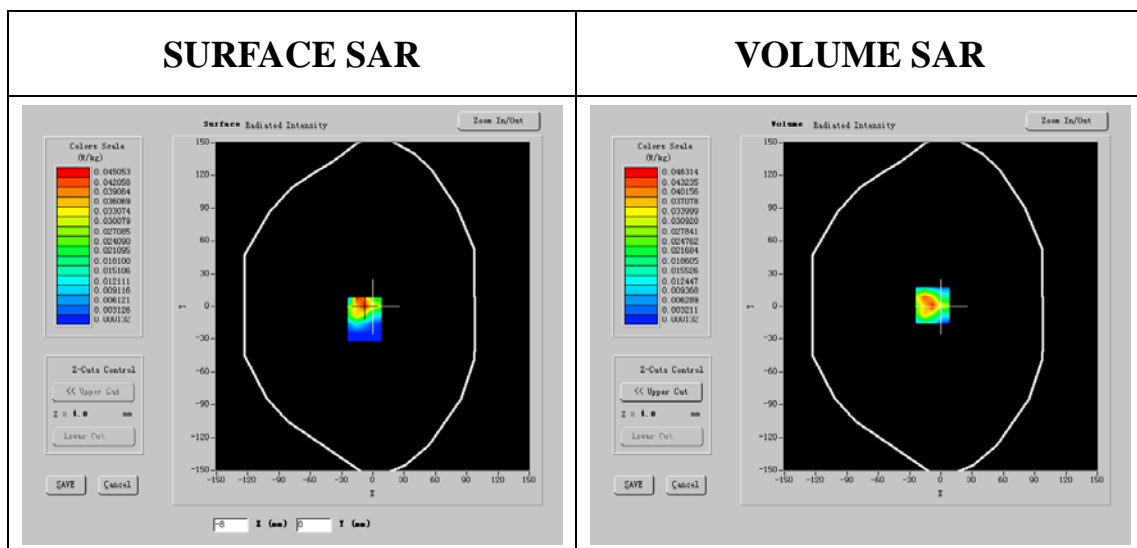 SURFACE SAR
VOLUME SAR
Surface Radiated Intensity
Zoom In/Out
Colors Scale
(W/kg)
0.045053
0.042058
0.039064
0.036069
0.033074
0.030079
0.027085
0.024090
0.021095
0.018100
0.015106
0.012111
0.009116
0.006121
0.003126
0.000132
Z-Cuts Control
<< Upper Cut
Z = 4.0 mm
Lower Cut
SAVE
Cancel
150
90
60
30
0
-30
-60
-90
-120
-150
Y
-150 -120 -90 -60 -30 0 30 60 90 120 150
X
-8 X (mm) 0 Y (mm)
Volume Radiated Intensity
Zoom In/Out
Colors Scale
(W/kg)
0.046314
0.043235
0.040156
0.037078
0.033999
0.030920
0.027841
0.024762
0.021684
0.018605
0.015526
0.012447
0.009368
0.006289
0.003211
0.000132
Z-Cuts Control
<< Upper Cut
Z = 4.0 mm
Lower Cut
SAVE
Cancel
150
90
60
30
0
-30
-60
-90
-120
-150
Y
-150 -120 -90 -60 -30 0 30 60 90 120 150
X